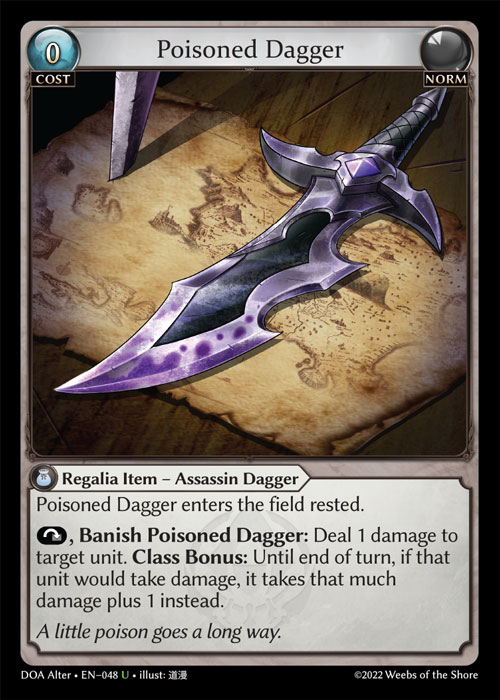 0
Poisoned Dagger
COST
NORM
Regalia Item – Assassin Dagger
Poisoned Dagger enters the field rested.
, Banish Poisoned Dagger: Deal 1 damage to
target unit. Class Bonus: Until end of turn, if that
unit would take damage, it takes that much
damage plus 1 instead.
A little poison goes a long way.
DOA Alter • EN–048 U • illust: 道漫
©2022 Weebs of the Shore